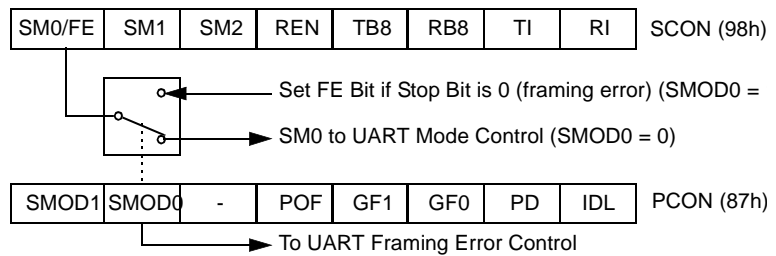 SM0/FE SM1 SM2 REN TB8 RB8 TI RI SCON (98h)
Set FE Bit if Stop Bit is 0 (framing error) (SMOD0 =
SM0 to UART Mode Control (SMOD0 = 0)
SMOD1 SMOD0 - POF GF1 GF0 PD IDL PCON (87h)
To UART Framing Error Control